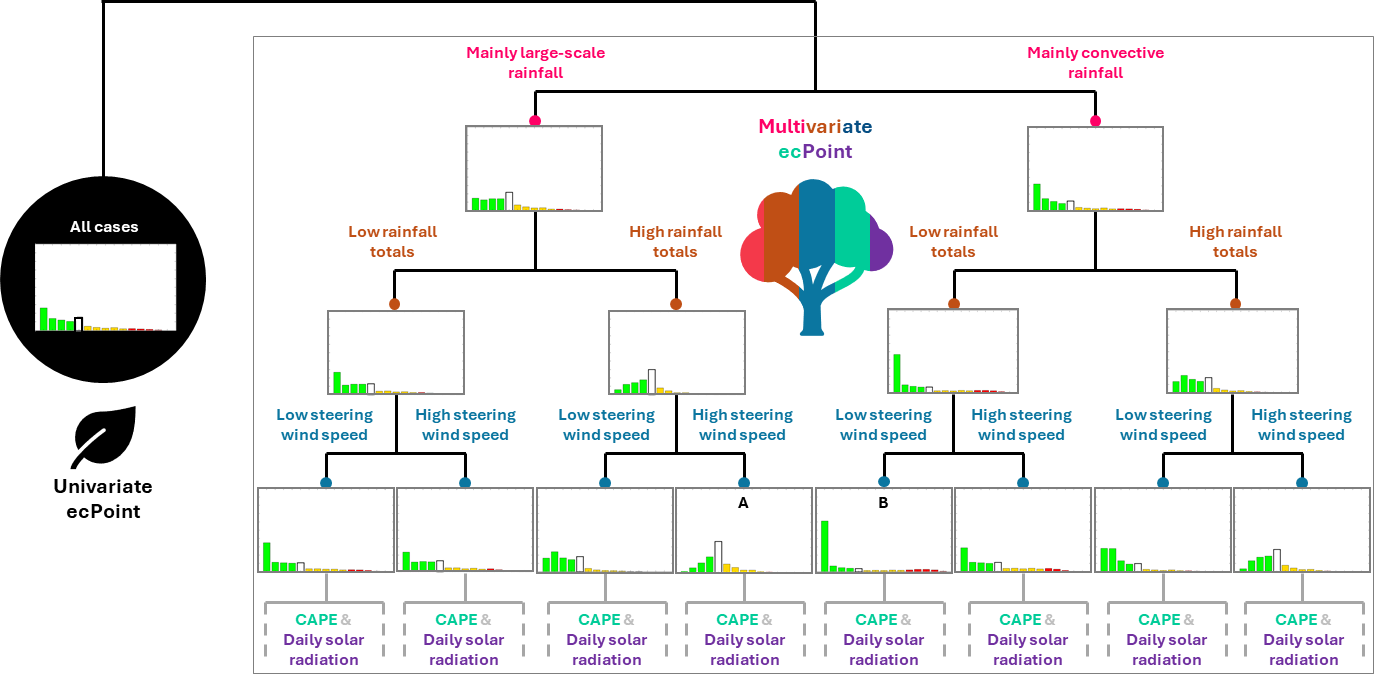 Mainly large-scale
rainfall
Mainly convective
rainfall
Multivariate
ecPoint
All cases
Low rainfall
totals
High rainfall
totals
Low rainfall
totals
High rainfall
totals
Low steering
wind speed
High steering
wind speed
Low steering
wind speed
High steering
wind speed
Low steering
wind speed
High steering
wind speed
Low steering
wind speed
High steering
wind speed
Univariate
ecPoint
A
B
CAPE &
Daily solar
radiation
CAPE &
Daily solar
radiation
CAPE &
Daily solar
radiation
CAPE &
Daily solar
radiation
CAPE &
Daily solar
radiation
CAPE &
Daily solar
radiation
CAPE &
Daily solar
radiation
CAPE &
Daily solar
radiation